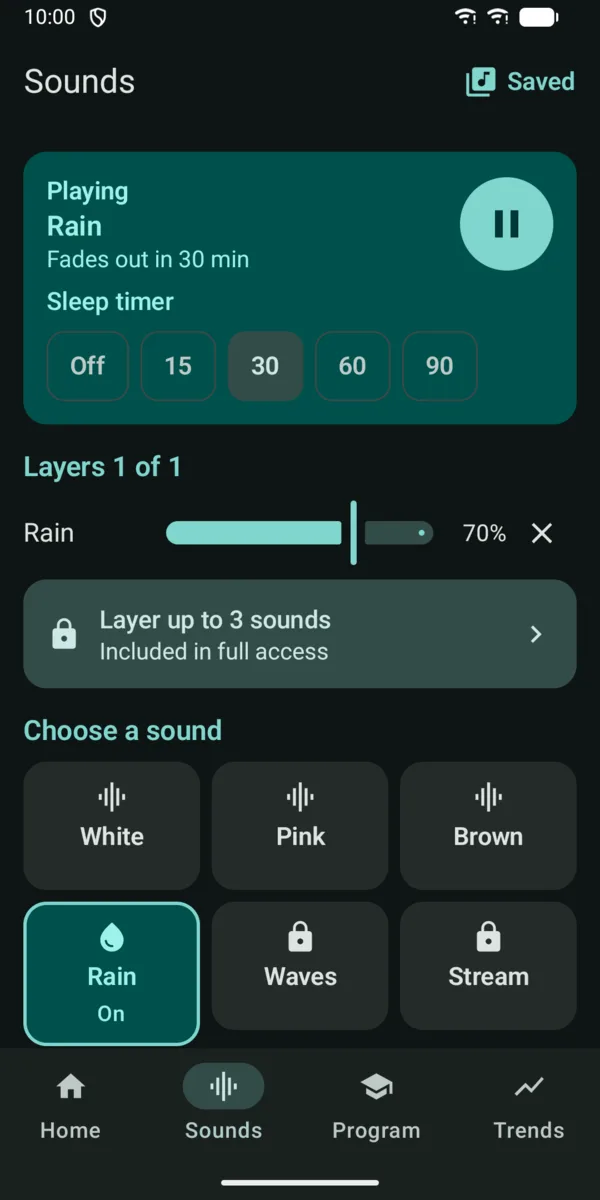 10:00
Sounds
Saved
Playing
Rain
Fades out in 30 min
Sleep timer
Off 15 30 60 90
Layers 1 of 1
Rain 70%
Layer up to 3 sounds
Included in full access
Choose a sound
White Pink Brown
Rain Waves Stream
On
Home Sounds Program Trends